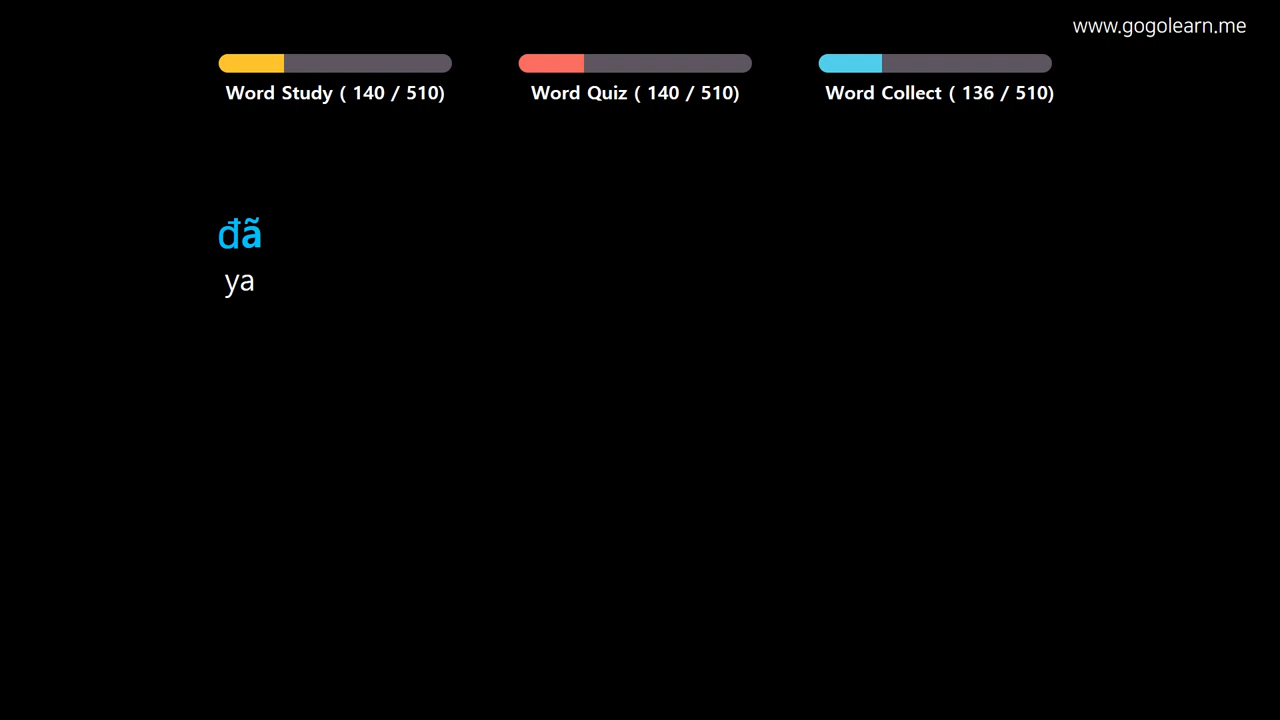 www.gogolearn.me
Word Study ( 140 / 510)
Word Quiz ( 140 / 510)
Word Collect ( 136 / 510)
đã
ya